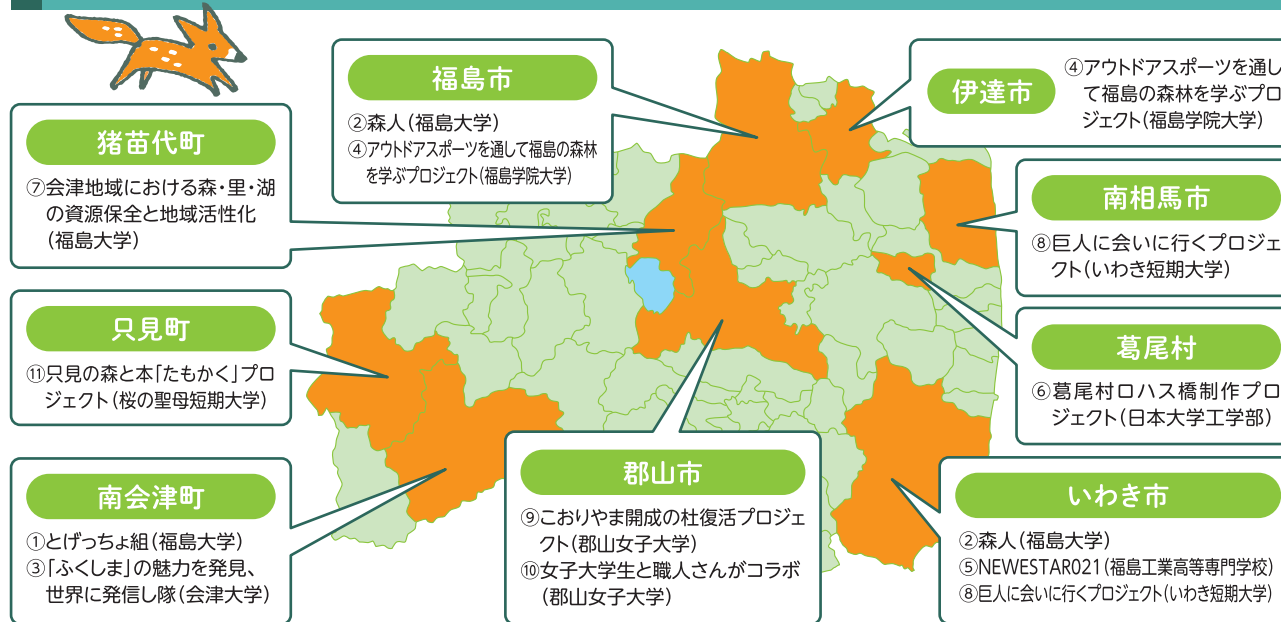 福島市
②森人(福島大学)
④アウトドアスポーツを通して福島の森林
を学ぶプロジェクト(福島学院大学)
伊達市
④アウトドアスポーツを通し
て福島の森林を学ぶプロ
ジェクト(福島学院大学)
猪苗代町
⑦会津地域における森・里・湖
の資源保全と地域活性化
(福島大学)
南相馬市
⑧巨人に会いに行くプロジェ
クト(いわき短期大学)
只見町
⑪只見の森と本「たもかく」プロ
ジェクト(桜の聖母短期大学)
葛尾村
⑥葛尾村ロハス橋制作プロ
ジェクト(日本大学工学部)
南会津町
①とげっちょ組(福島大学)
③「ふくしま」の魅力を発見、
世界に発信し隊(会津大学)
郡山市
⑨こおりやま開成の杜復活プロジェ
クト(郡山女子大学)
⑩女子大学生と職人さんがコラボ
(郡山女子大学)
いわき市
②森人(福島大学)
⑤NEWESTAR021(福島工業高等専門学校)
⑧巨人に会いに行くプロジェクト(いわき短期大学)